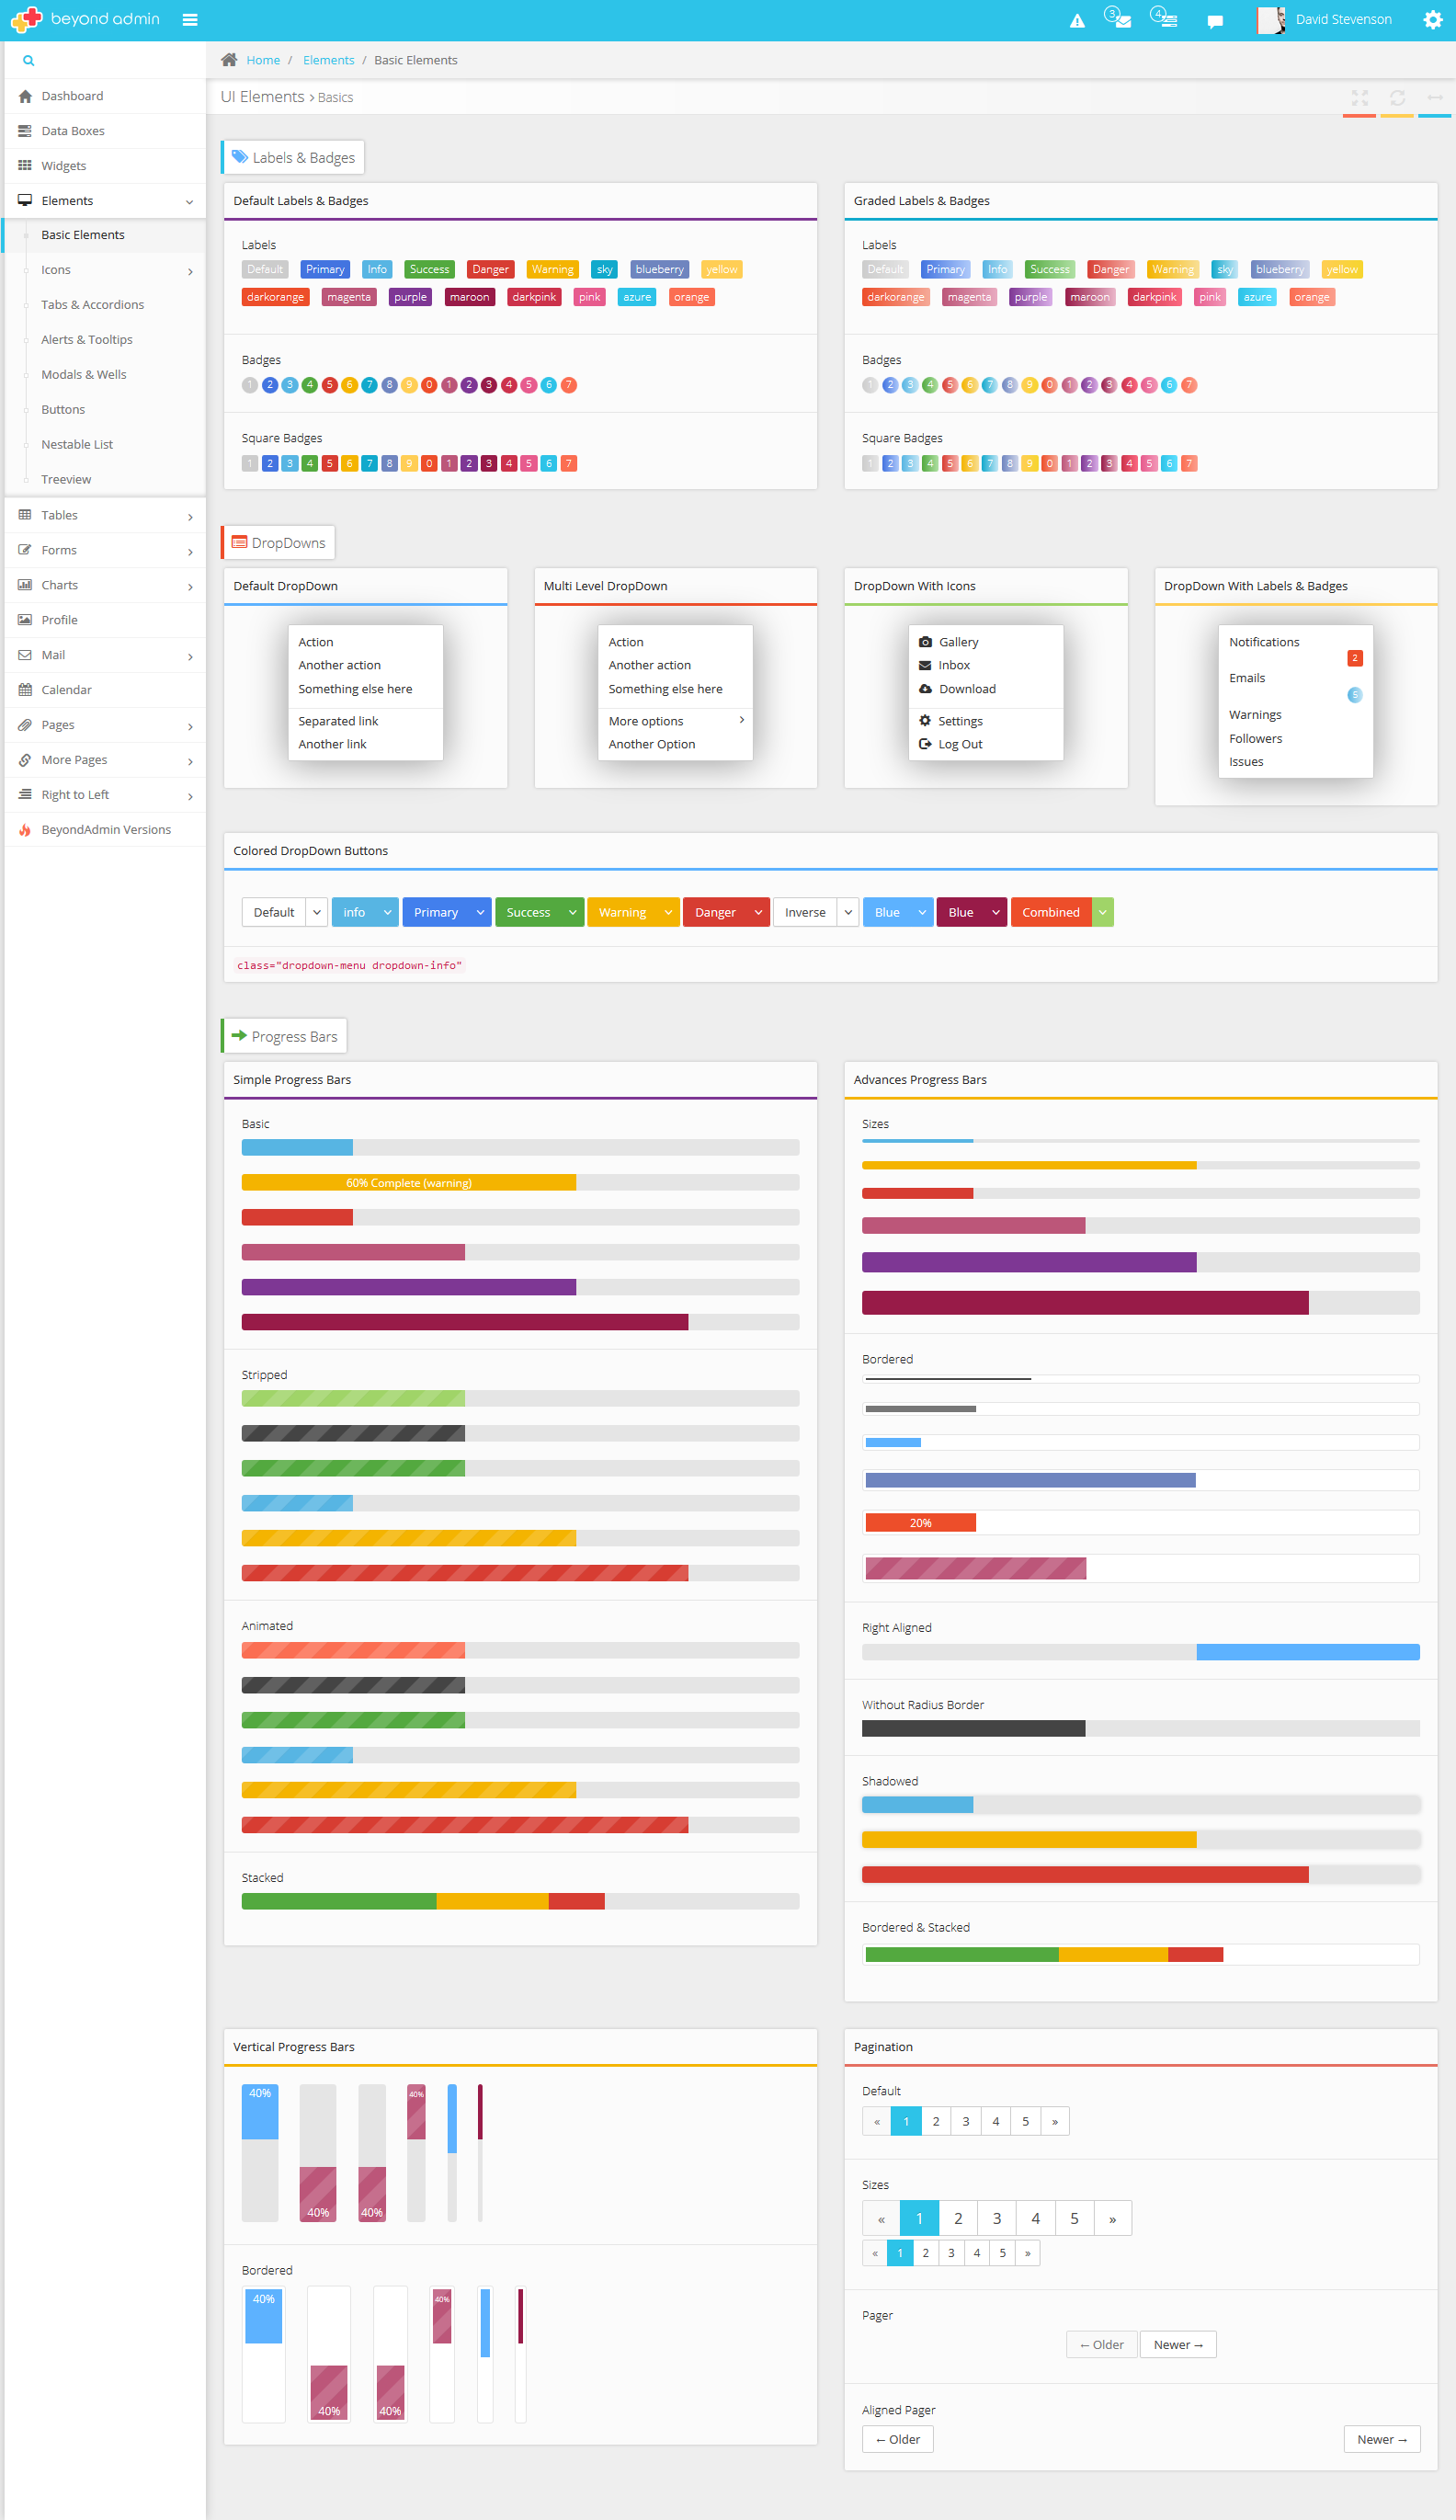 beyond admin
3
4
David Stevenson
Home / Elements / Basic Elements
UI Elements › Basics
Dashboard
Data Boxes
Widgets
Elements
Basic Elements
Icons
Tabs & Accordions
Alerts & Tooltips
Modals & Wells
Buttons
Nestable List
Treeview
Tables
Forms
Charts
Profile
Mail
Calendar
Pages
More Pages
Right to Left
BeyondAdmin Versions
Labels & Badges
Default Labels & Badges
Labels
Default Primary Info Success Danger Warning sky blueberry yellow
darkorange magenta purple maroon darkpink pink azure orange
Badges
1 2 3 4 5 6 7 8 9 0 1 2 3 4 5 6 7
Square Badges
1 2 3 4 5 6 7 8 9 0 1 2 3 4 5 6 7
Graded Labels & Badges
Labels
Default Primary Info Success Danger Warning sky blueberry yellow
darkorange magenta purple maroon darkpink pink azure orange
Badges
1 2 3 4 5 6 7 8 9 0 1 2 3 4 5 6 7
Square Badges
1 2 3 4 5 6 7 8 9 0 1 2 3 4 5 6 7
DropDowns
Default DropDown
Action
Another action
Something else here
Separated link
Another link
Multi Level DropDown
Action
Another action
Something else here
More options
Another Option
DropDown With Icons
Gallery
Inbox
Download
Settings
Log Out
DropDown With Labels & Badges
Notifications
2
Emails
5
Warnings
Followers
Issues
Colored DropDown Buttons
Default info Primary Success Warning Danger Inverse Blue Blue Combined
class="dropdown-menu dropdown-info"
Progress Bars
Simple Progress Bars
Basic
60% Complete (warning)
Stripped
Animated
Stacked
Advances Progress Bars
Sizes
Bordered
20%
Right Aligned
Without Radius Border
Shadowed
Bordered & Stacked
Vertical Progress Bars
40% 40% 40% 40%
Bordered
40% 40% 40% 40%
Pagination
Default
« 1 2 3 4 5 »
Sizes
« 1 2 3 4 5 »
« 1 2 3 4 5 »
Pager
← Older Newer →
Aligned Pager
← Older Newer →